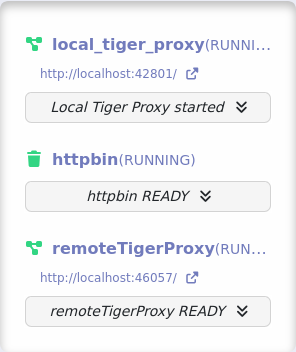 local_tiger_proxy(RUNNI...
http://localhost:42801/
Local Tiger Proxy started
httpbin(RUNNING)
httpbin READY
remoteTigerProxy(RUN...
http://localhost:46057/
remoteTigerProxy READY